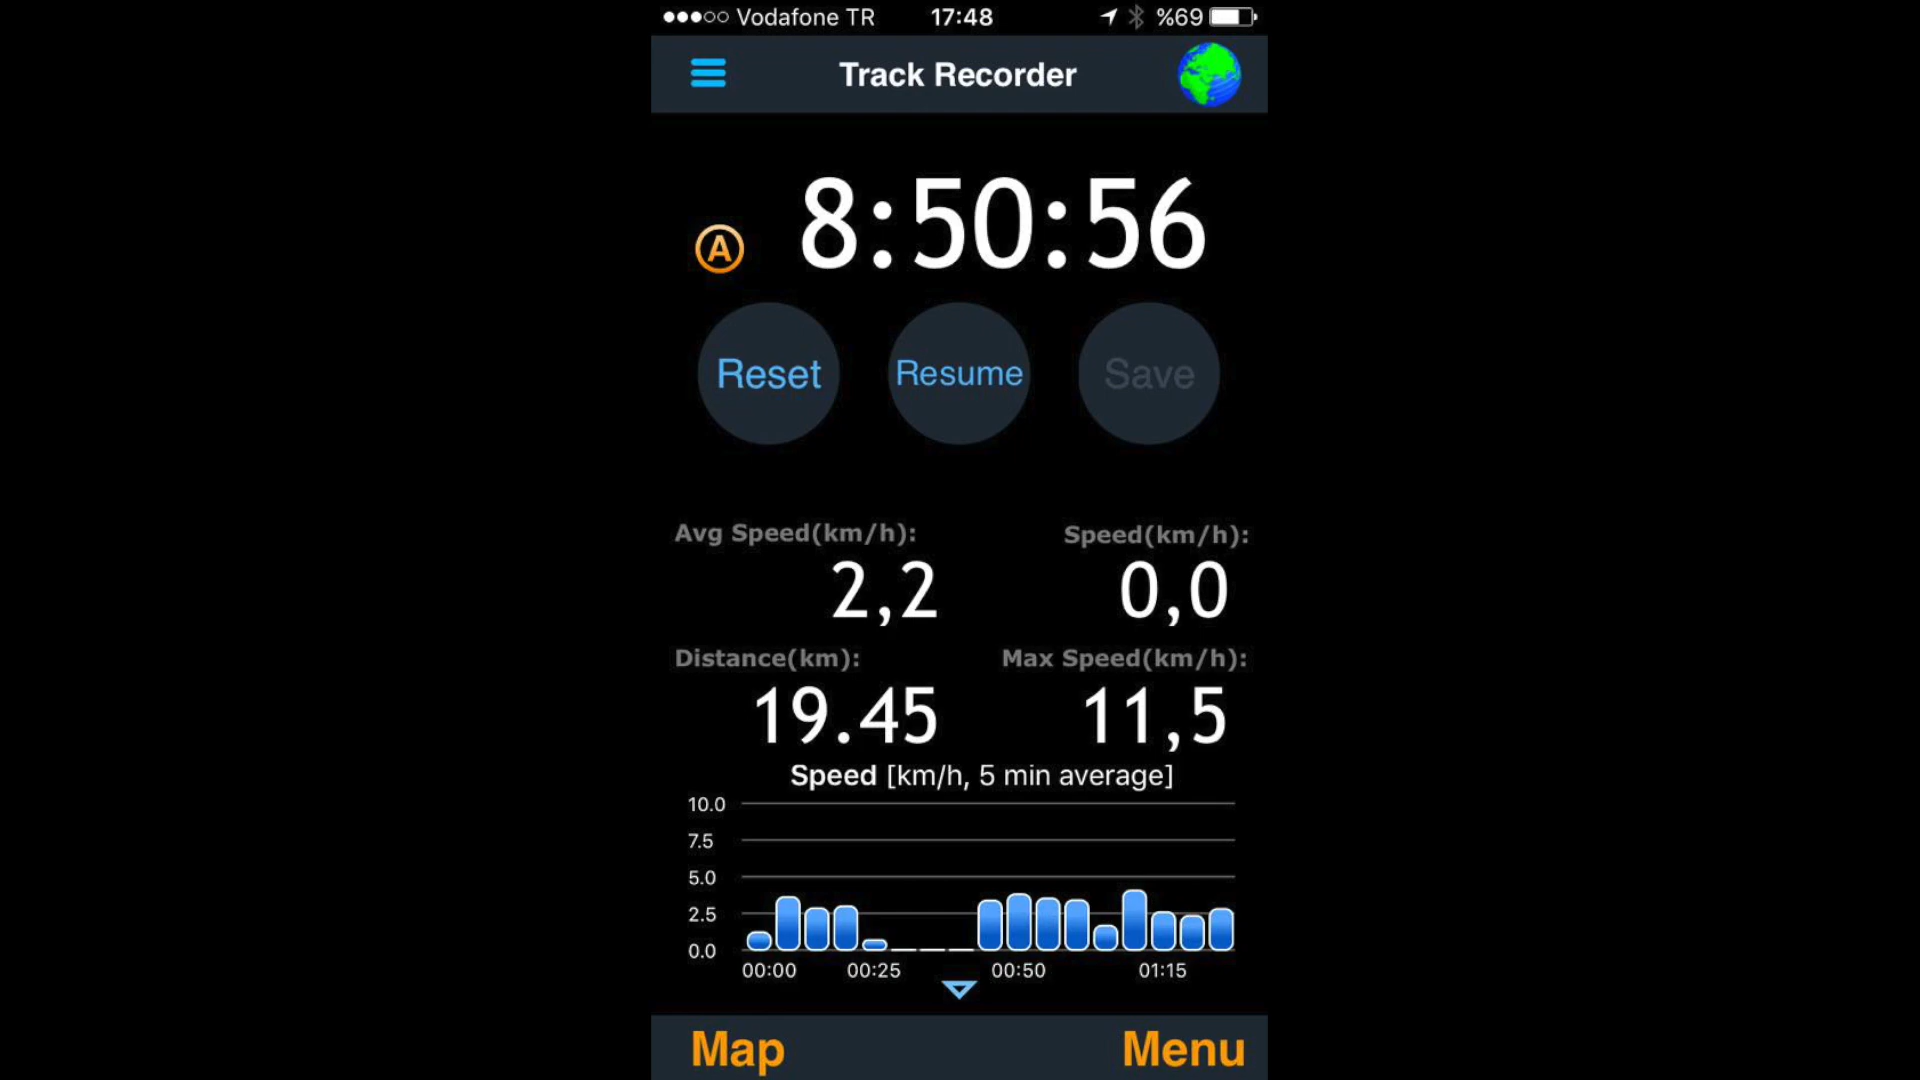 Vodafone TR 17:48 %69
Track Recorder
A 8:50:56
Reset Resume Save
Avg Speed(km/h): Speed(km/h):
2,2 0,0
Distance(km): Max Speed(km/h):
19.45 11,5
Speed [km/h, 5 min average]
10.0
7.5
5.0
2.5
0.0
00:00 00:25 00:50 01:15
Map Menu